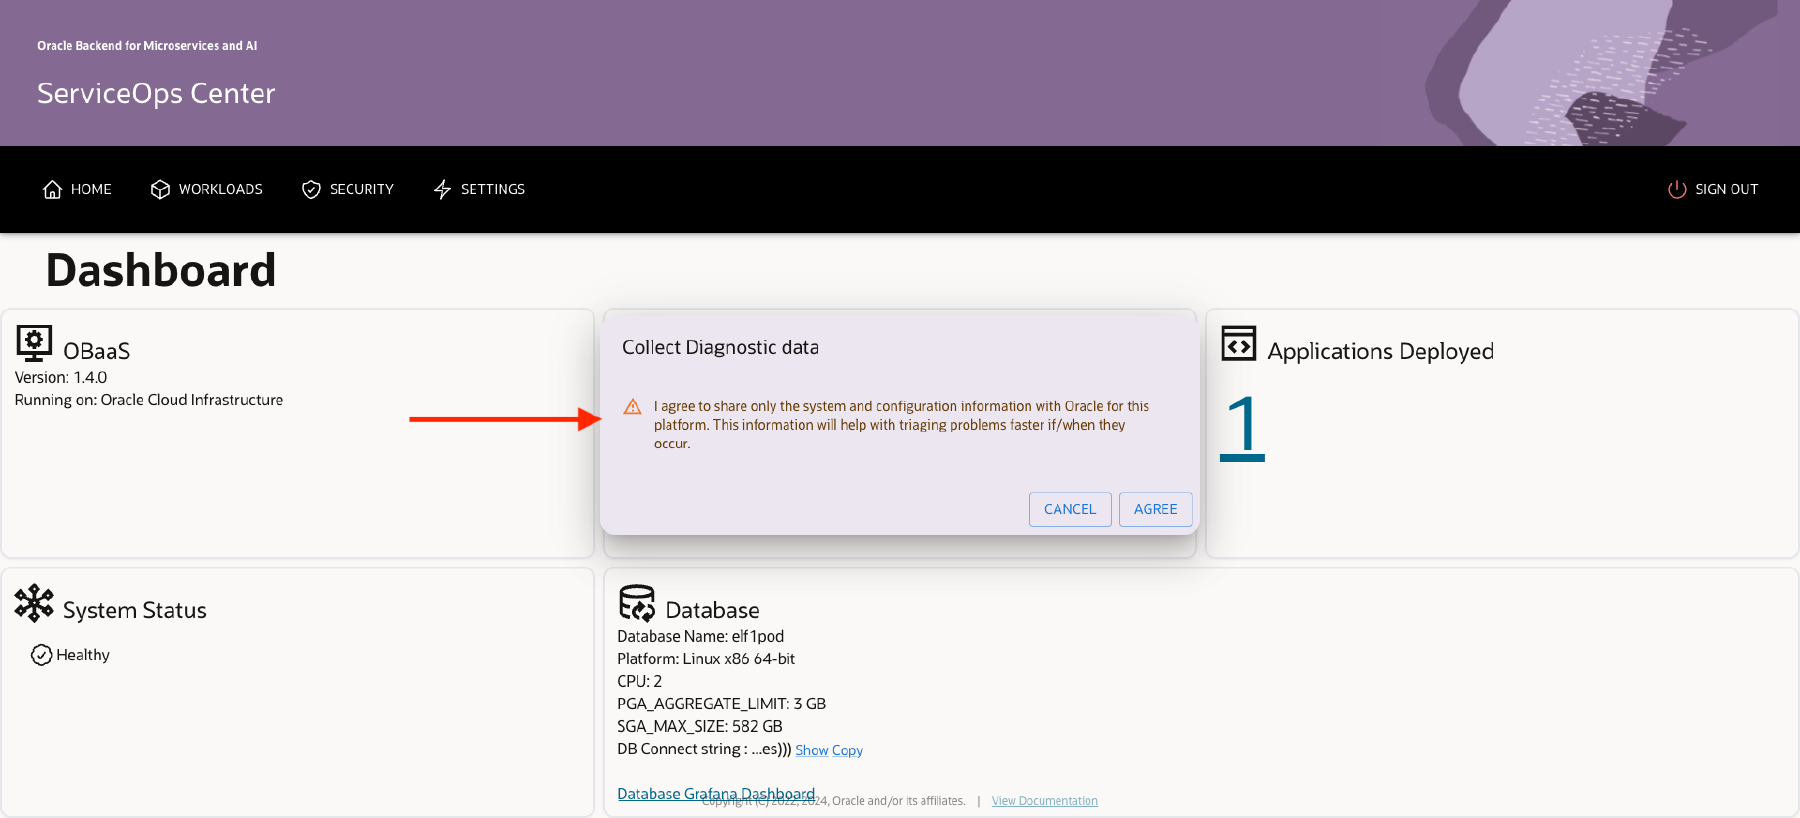 Oracle Backend for Microservices and AI
ServiceOps Center
HOME
WORKLOADS
SECURITY
SETTINGS
SIGN OUT
Dashboard
OBaaS
Version: 1.4.0
Running on: Oracle Cloud Infrastructure
Collect Diagnostic data
I agree to share only the system and configuration information with Oracle for this
platform. This information will help with triaging problems faster if/when they
occur.
CANCEL
AGREE
Applications Deployed
1
System Status
Healthy
Database
Database Name: elf1pod
Platform: Linux x86 64-bit
CPU: 2
PGA_AGGREGATE_LIMIT: 3 GB
SGA_MAX_SIZE: 582 GB
DB Connect string : ...es))) Show Copy
Database Grafana Dashboard
Copyright (C) 2022, 2024, Oracle and/or its affiliates. | View Documentation